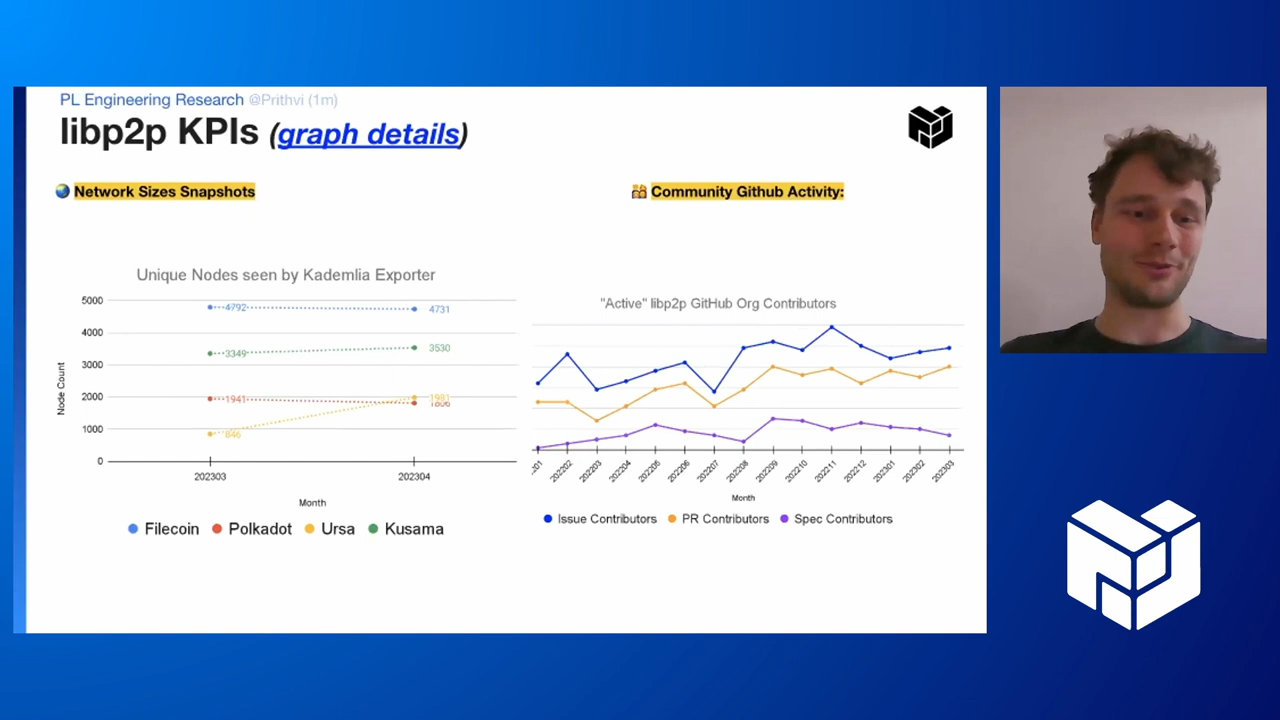 PL Engineering Research @Prithvi (1m)
libp2p KPIs (graph details)
Network Sizes Snapshots
Unique Nodes seen by Kademlia Exporter
5000
4000
3000
2000
1000
0
Node Count
4792
4731
3349
3530
1941
1806
846
1981
202303
202304
Month
Filecoin
Polkadot
Ursa
Kusama
Community Github Activity:
"Active" libp2p GitHub Org Contributors
202202
202203
202204
202205
202206
202207
202208
202209
202210
202211
202212
202301
202302
202303
Month
Issue Contributors
PR Contributors
Spec Contributors